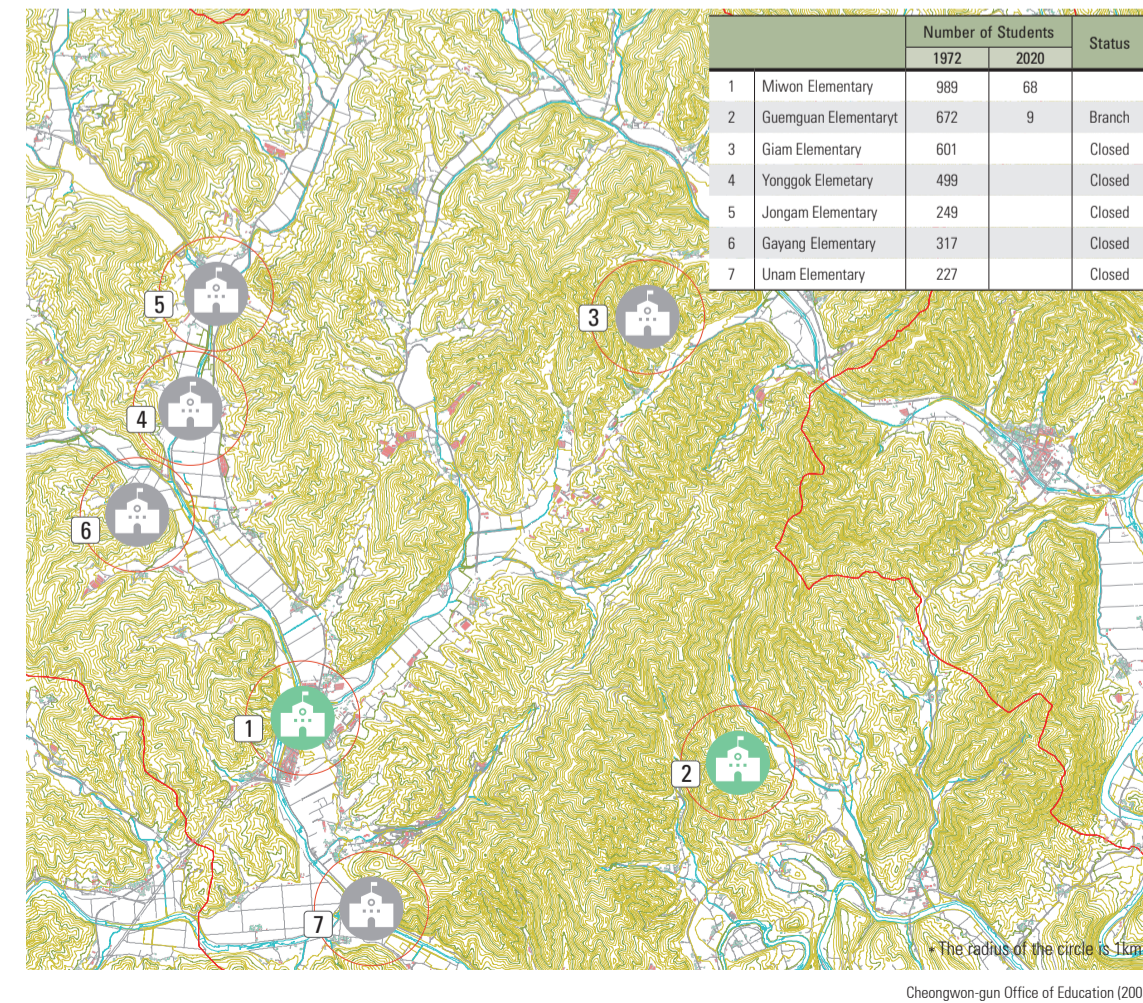 Number of Students Status
1972 2020
1 Miwon Elementary 989 68
2 Guemguan Elementaryt 672 9 Branch
3 Giam Elementary 601 Closed
4 Yonggok Elemetary 499 Closed
5 Jongam Elementary 249 Closed
6 Gayang Elementary 317 Closed
7 Unam Elementary 227 Closed
5
3
4
6
1
2
7
* The radius of the circle is 1km
Cheongwon-gun Office of Education (200